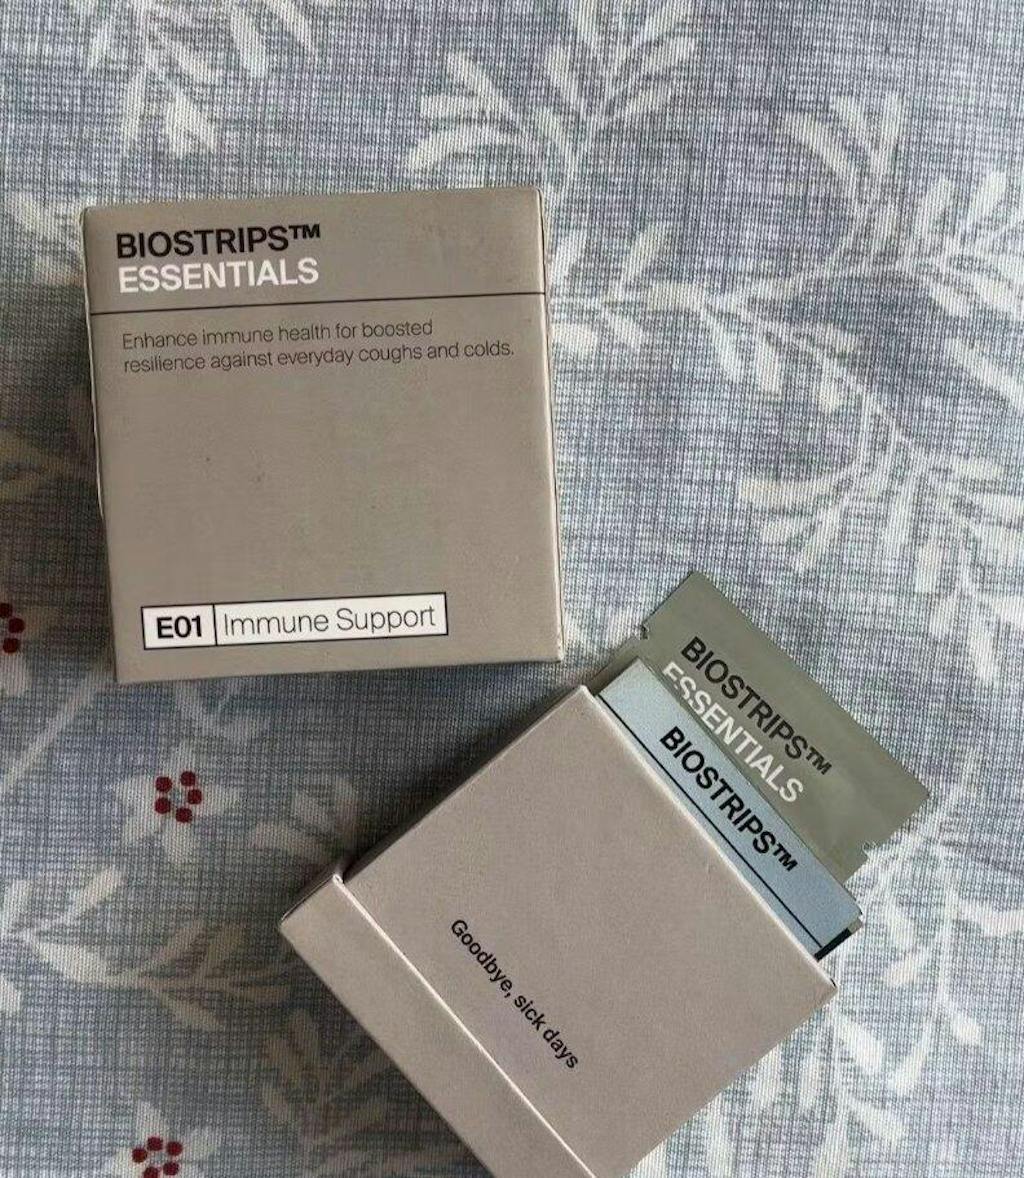 BIOSTRIPS™
ESSENTIALS
Enhance immune health for boosted
resilience against everyday coughs and colds.
E01 Immune Support
BIOSTRIPS™
ESSENTIALS
BIOSTRIPS™
Goodbye, sick days